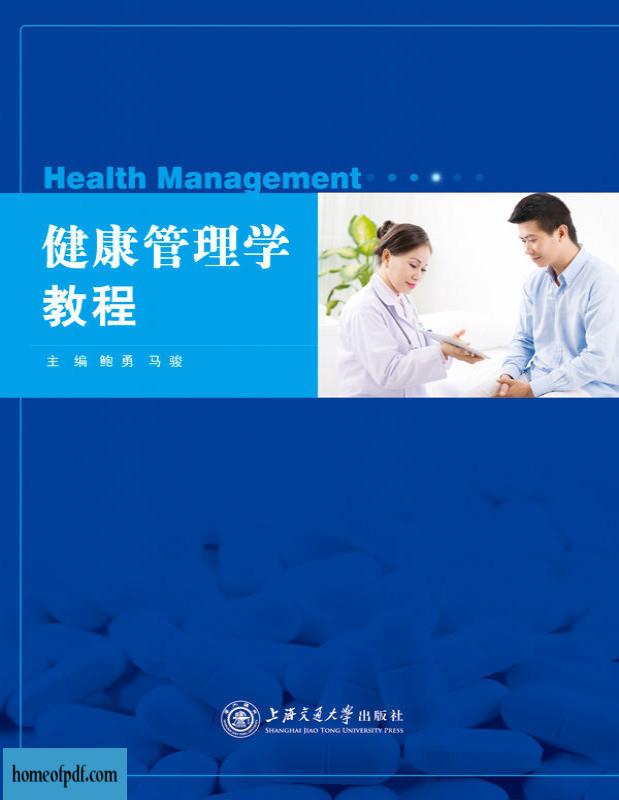 Health Management
健康管理学
教程
主 编 鲍 勇 马 骏
上海交通大学出版社
SHANGHAI JIAO TONG UNIVERSITY PRESS
homeofpdf.com